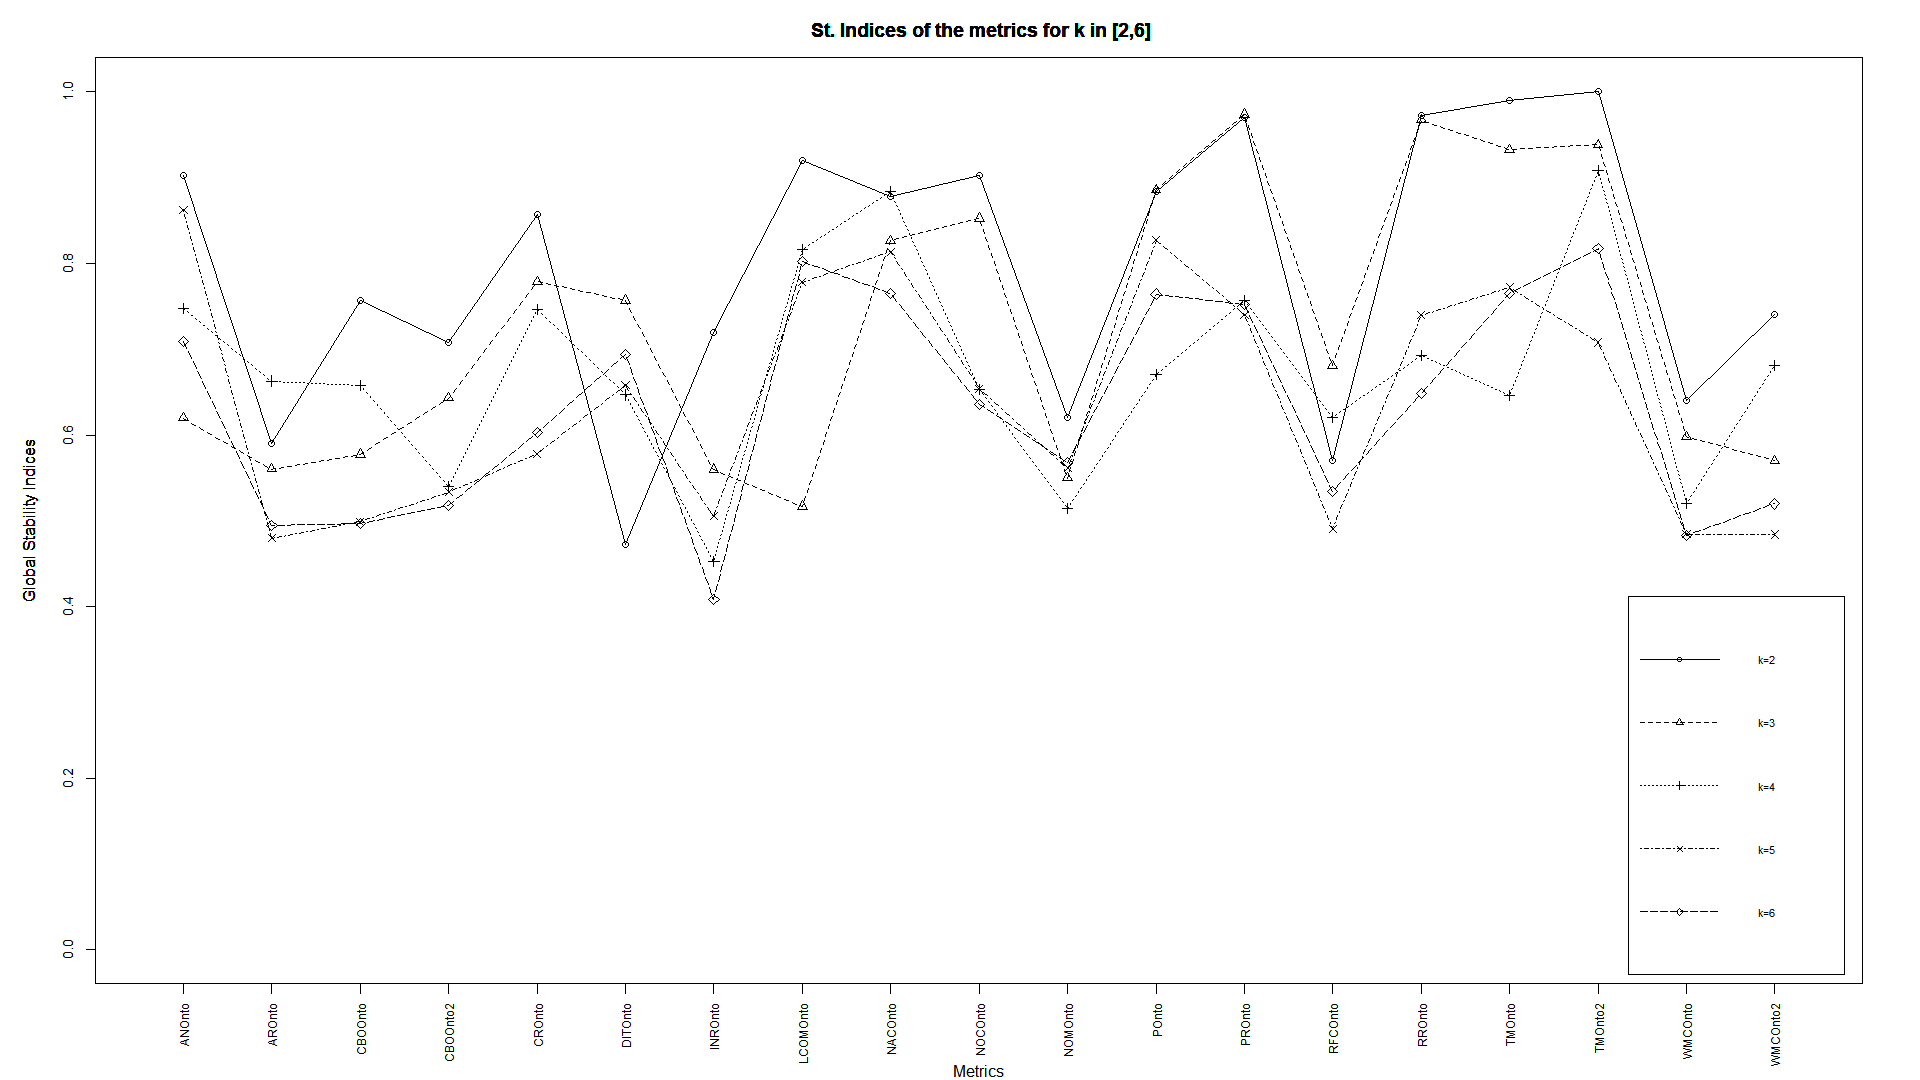 St. Indices of the metrics for k in [2,6]
Global Stability Indices
1.0
0.8
0.6
0.4
0.2
0.0
k=2
k=3
k=4
k=5
k=6
ANOnto
AROnto
CBOOnto
CBOOnto2
CROnto
DITOnto
INROnto
LCOMOnto
NACOnto
NOCOnto
NOMOnto
POnto
PROnto
RFCOnto
RROnto
TMOnto
TMOnto2
WMCOnto
WMCOnto2
Metrics